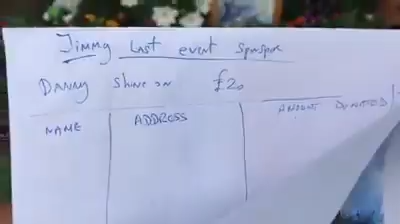 Jimmy Last event Sponsor
Danny Shine on £20
NAME ADDRESS AMOUNT DONATED